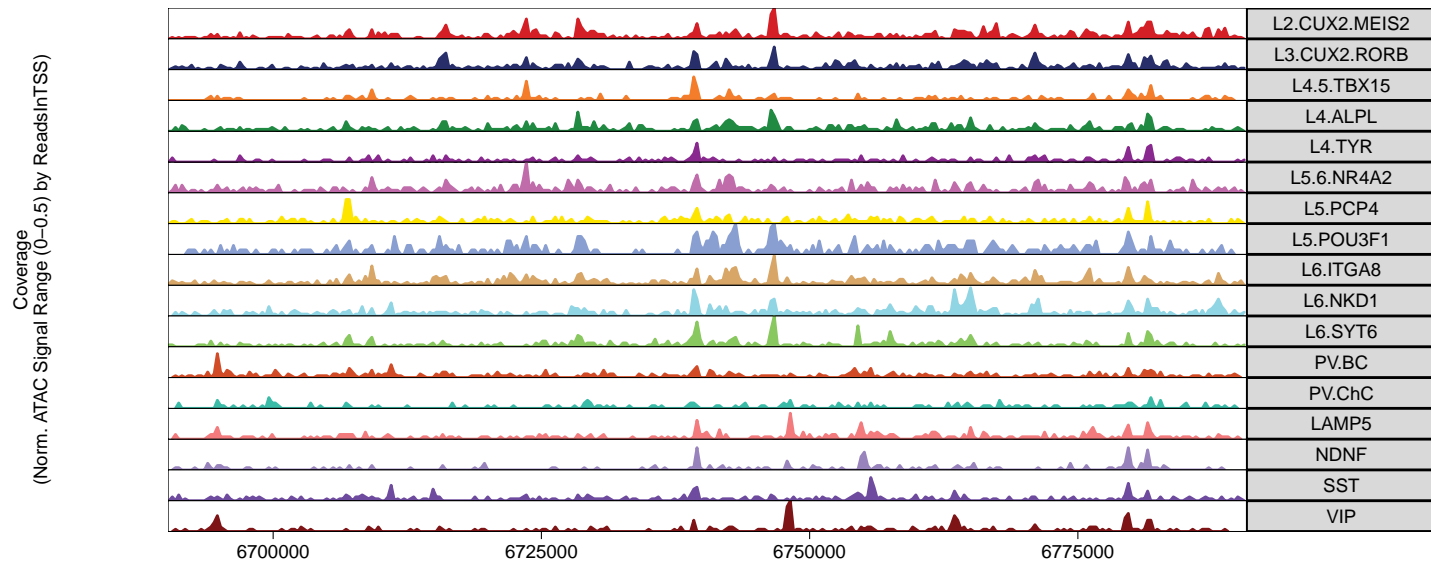 Coverage
(Norm. ATAC Signal Range (0–0.5) by ReadsInTSS)
L2.CUX2.MEIS2
L3.CUX2.RORB
L4.5.TBX15
L4.ALPL
L4.TYR
L5.6.NR4A2
L5.PCP4
L5.POU3F1
L6.ITGA8
L6.NKD1
L6.SYT6
PV.BC
PV.ChC
LAMP5
NDNF
SST
VIP
6700000 6725000 6750000 6775000